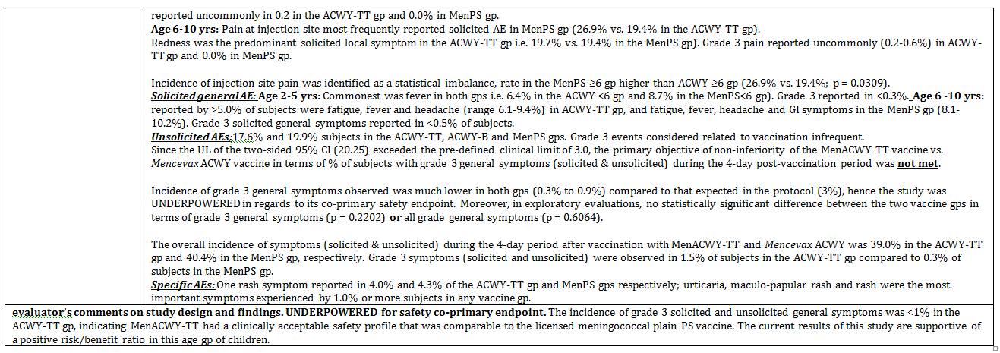 reported uncommonly in 0.2 in the ACWY-TT gp and 0.0% in MenPS gp.
Age 6-10 yrs: Pain at injection site most frequently reported solicited AE in MenPS gp (26.9% vs. 19.4% in the ACWY-TT gp).
Redness was the predominant solicited local symptom in the ACWY-TT gp i.e. 19.7% vs. 19.4% in the MenPS gp). Grade 3 pain reported uncommonly (0.2-0.6%) in ACWY-
TT gp and 0.0% in MenPS gp.
Incidence of injection site pain was identified as a statistical imbalance, rate in the MenPS ≥6 gp higher than ACWY ≥6 gp (26.9% vs. 19.4%; p = 0.0309).
Solicited general AE: Age 2-5 yrs: Commonest was fever in both gps i.e. 6.4% in the ACWY <6 gp and 8.7% in the MenPS<6 gp). Grade 3 reported in <0.3%. Age 6 -10 yrs:
reported by >5.0% of subjects were fatigue, fever and headache (range 6.1-9.4%) in ACWY-TT gp, and fatigue, fever, headache and GI symptoms in the MenPS gp (8.1-
10.2%). Grade 3 solicited general symptoms reported in <0.5% of subjects.
Unsolicited AEs:17.6% and 19.9% subjects in the ACWY-TT, ACWY-B and MenPS gps. Grade 3 events considered related to vaccination infrequent.
Since the UL of the two-sided 95% CI (20.25) exceeded the pre-defined clinical limit of 3.0, the primary objective of non-inferiority of the MenACWY TT vaccine vs.
Mencevax ACWY vaccine in terms of % of subjects with grade 3 general symptoms (solicited & unsolicited) during the 4-day post-vaccination period was not met.
Incidence of grade 3 general symptoms observed was much lower in both gps (0.3% to 0.9%) compared to that expected in the protocol (3%), hence the study was
UNDERPOWERED in regards to its co-primary safety endpoint. Moreover, in exploratory evaluations, no statistically significant difference between the two vaccine gps in
terms of grade 3 general symptoms (p = 0.2202) or all grade general symptoms (p = 0.6064).
The overall incidence of symptoms (solicited & unsolicited) during the 4-day period after vaccination with MenACWY-TT and Mencevax ACWY was 39.0% in the ACWY-TT
gp and 40.4% in the MenPS gp, respectively. Grade 3 symptoms (solicited and unsolicited) were observed in 1.5% of subjects in the ACWY-TT gp compared to 0.3% of
subjects in the MenPS gp.
Specific AEs: One rash symptom reported in 4.0% and 4.3% of the ACWY-TT gp and MenPS gps respectively; urticaria, maculo-papular rash and rash were the most
important symptoms experienced by 1.0% or more subjects in any vaccine gp.
evaluator's comments on study design and findings. UNDERPOWERED for safety co-primary endpoint. The incidence of grade 3 solicited and unsolicited general symptoms was <1% in the
ACWY-TT gp, indicating MenACWY-TT had a clinically acceptable safety profile that was comparable to the licensed meningococcal plain PS vaccine. The current results of this study are supportive of
a positive risk/benefit ratio in this age gp of children.